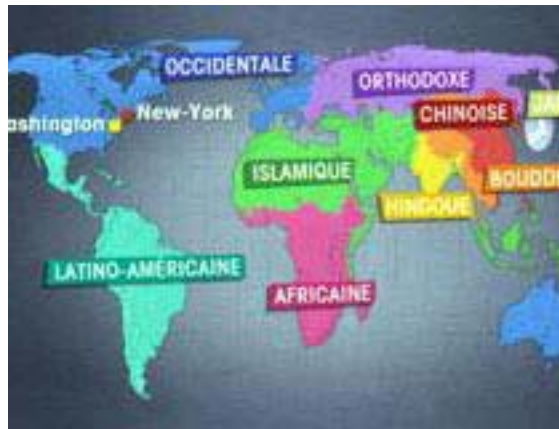 OCCIDENTALE
ORTHODOXE
New-York
CHINOISE
JA
ashington
ISLAMIQUE
BOUDD
HINDOUE
LATINO-AMÉRICAINE
AFRICAINE